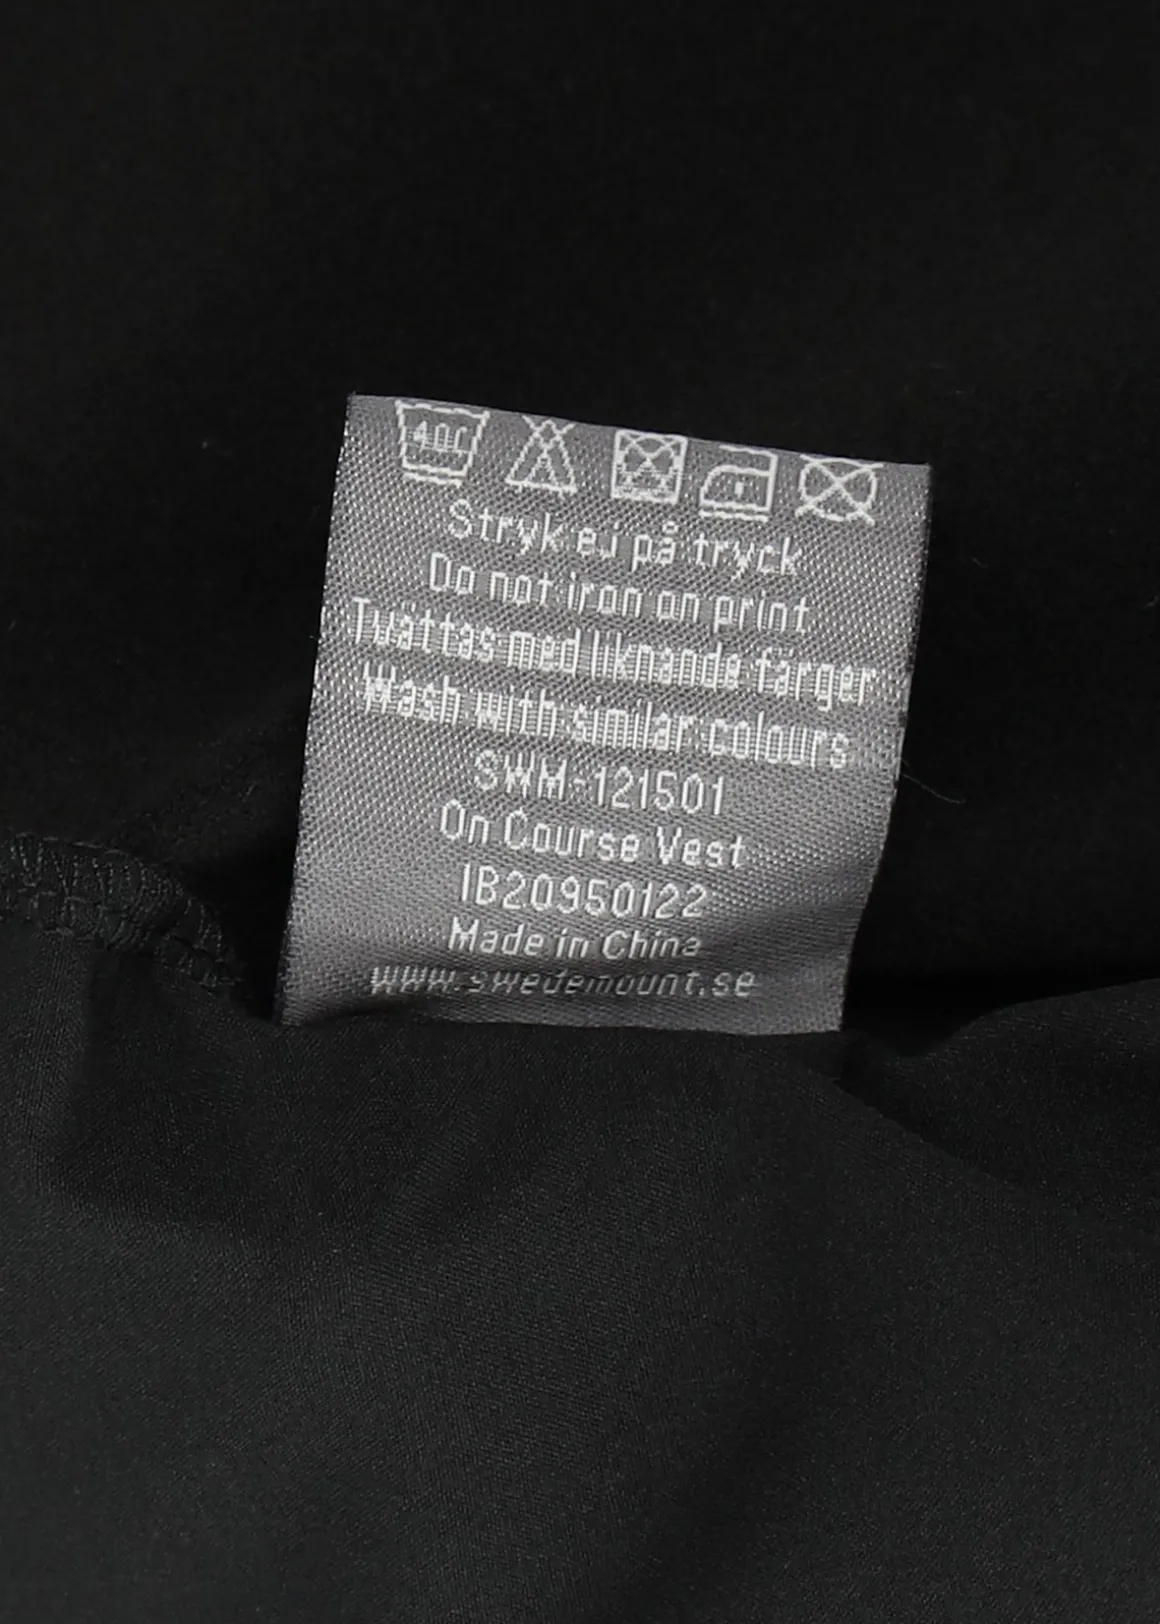 40C
Stryk ej på tryck
Do not iron on print
Tvättas med liknande färger
Wash with similar colours
SWM-121501
On Course Vest
IB20950122
Made in China
www.swedemount.se